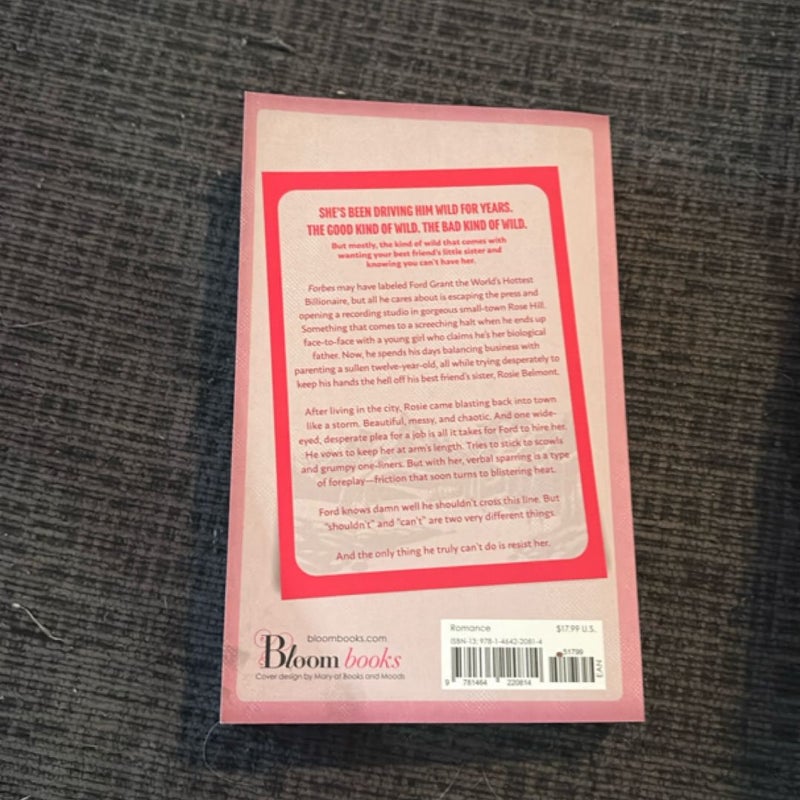 SHE'S BEEN DRIVING HIM WILD FOR YEARS.
THE GOOD KIND OF WILD. THE BAD KIND OF WILD.
But mostly, the kind of wild that comes with
wanting your best friend's little sister and
knowing you can't have her.
Forbes may have labeled Ford Grant the World's Hottest
Billionaire, but all he cares about is escaping the press and
opening a recording studio in gorgeous small-town Rose Hill.
Something that comes to a screeching halt when he ends up
face-to-face with a young girl who claims he's her biological
father. Now, he spends his days balancing business with
parenting a sullen twelve-year-old, all while trying desperately to
keep his hands the hell off his best friend's sister, Rosie Belmont.
After living in the city, Rosie came blasting back into town
like a storm. Beautiful, messy, and chaotic. And one wide-
eyed, desperate plea for a job is all it takes for Ford to hire her.
He vows to keep her at arm's length. Tries to stick to scowls
and grumpy one-liners. But with her, verbal sparring is a type
of foreplay—friction that soon turns to blistering heat.
Ford knows damn well he shouldn't cross this line. But
"shouldn't" and "can't" are two very different things.
And the only thing he truly can't do is resist her.
bloombooks.com
Bloom books
Cover design by Mary at Books and Moods
Romance $17.99 U.S.
ISBN-13: 978-1-4642-2081-4
51799
EAN
9 781464 220814